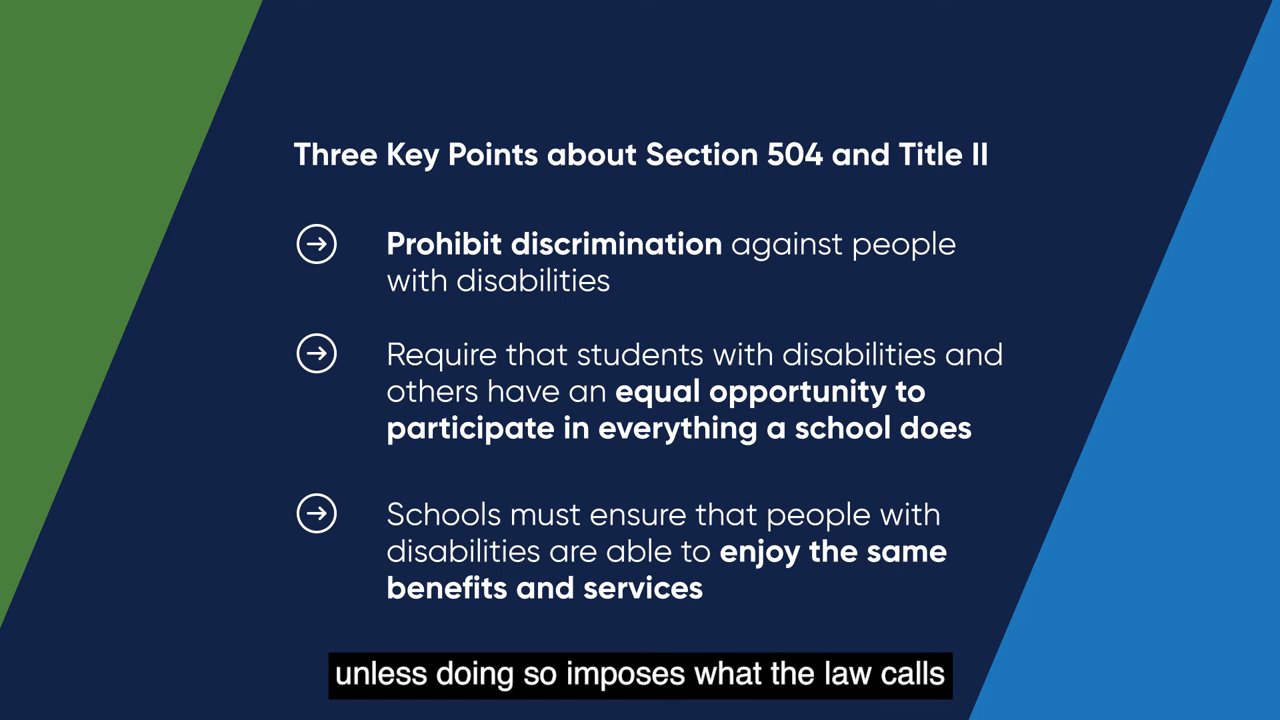 Three Key Points about Section 504 and Title II
Prohibit discrimination against people
with disabilities
Require that students with disabilities and
others have an equal opportunity to
participate in everything a school does
Schools must ensure that people with
disabilities are able to enjoy the same
benefits and services
unless doing so imposes what the law calls